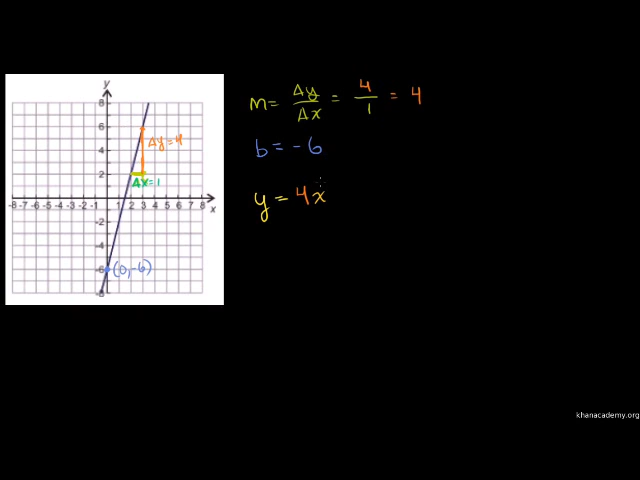 m = Δy/Δx = 4/1 = 4
b = -6
y = 4x
y
8
6
4
2
-8 -7 -6 -5 -4 -3 -2 -1 1 2 3 4 5 6 7 8
x
-2
-4
-6
-8
Δy=4
Δx=1
(0,-6)
khanacademy.org